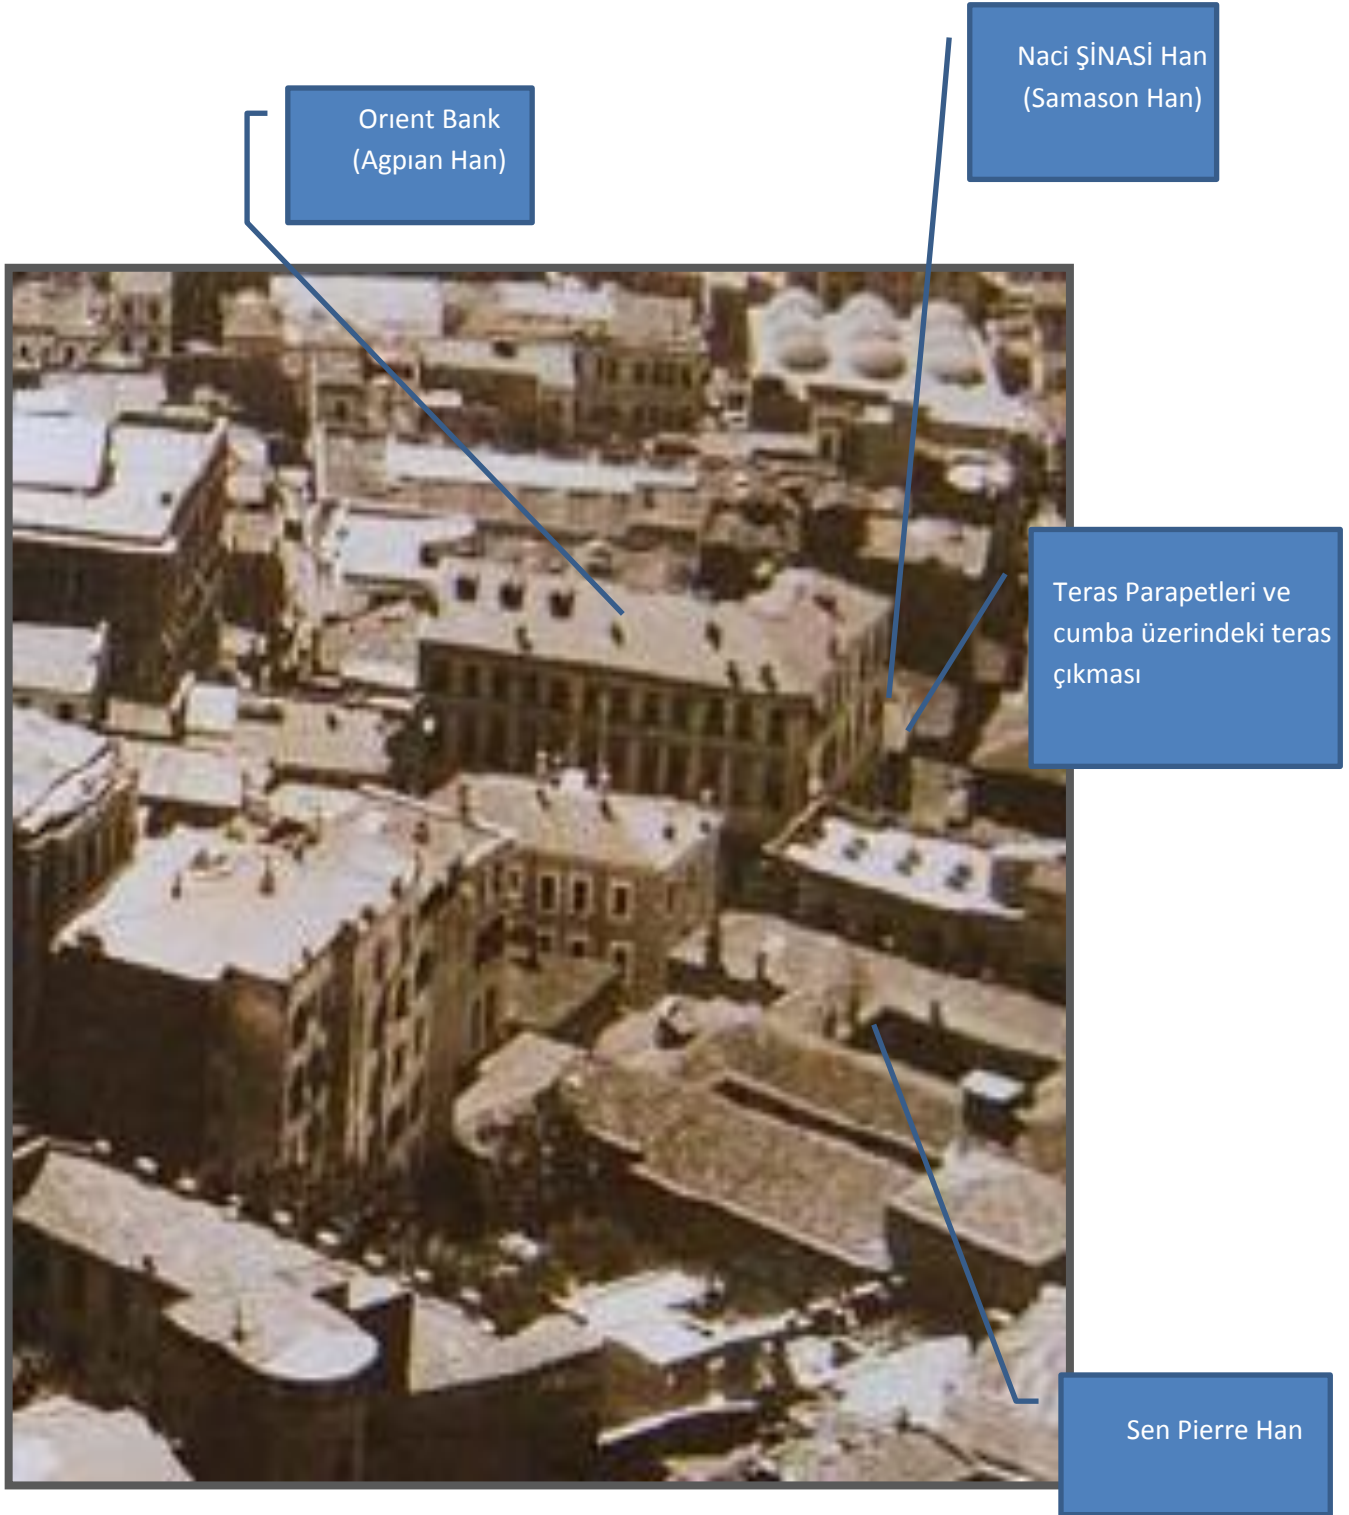 Naci ŞİNASİ Han
(Samason Han)
Orıent Bank
(Agpıan Han)
Teras Parapetleri ve
cumba üzerindeki teras
çıkması
Sen Pierre Han